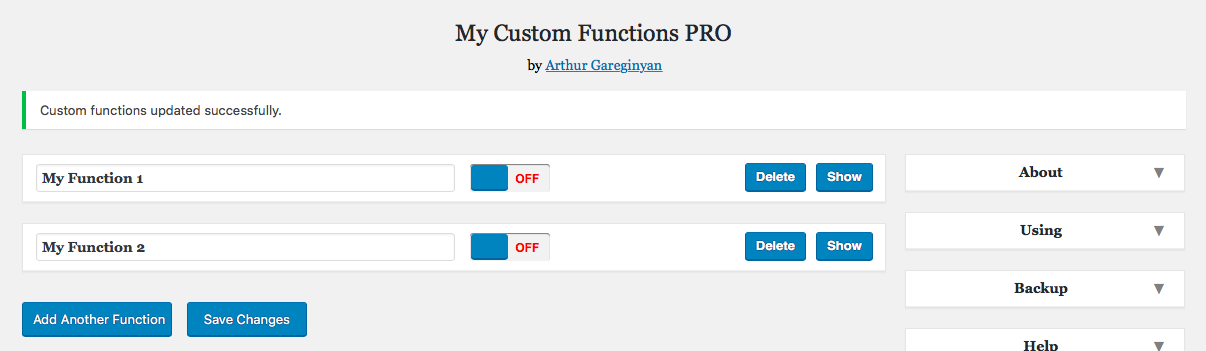 My Custom Functions PRO
by Arthur Gareginyan
Custom functions updated successfully.
My Function 1 OFF Delete Show
My Function 2 OFF Delete Show
Add Another Function Save Changes
About ▼
Using ▼
Backup ▼
Help ▼